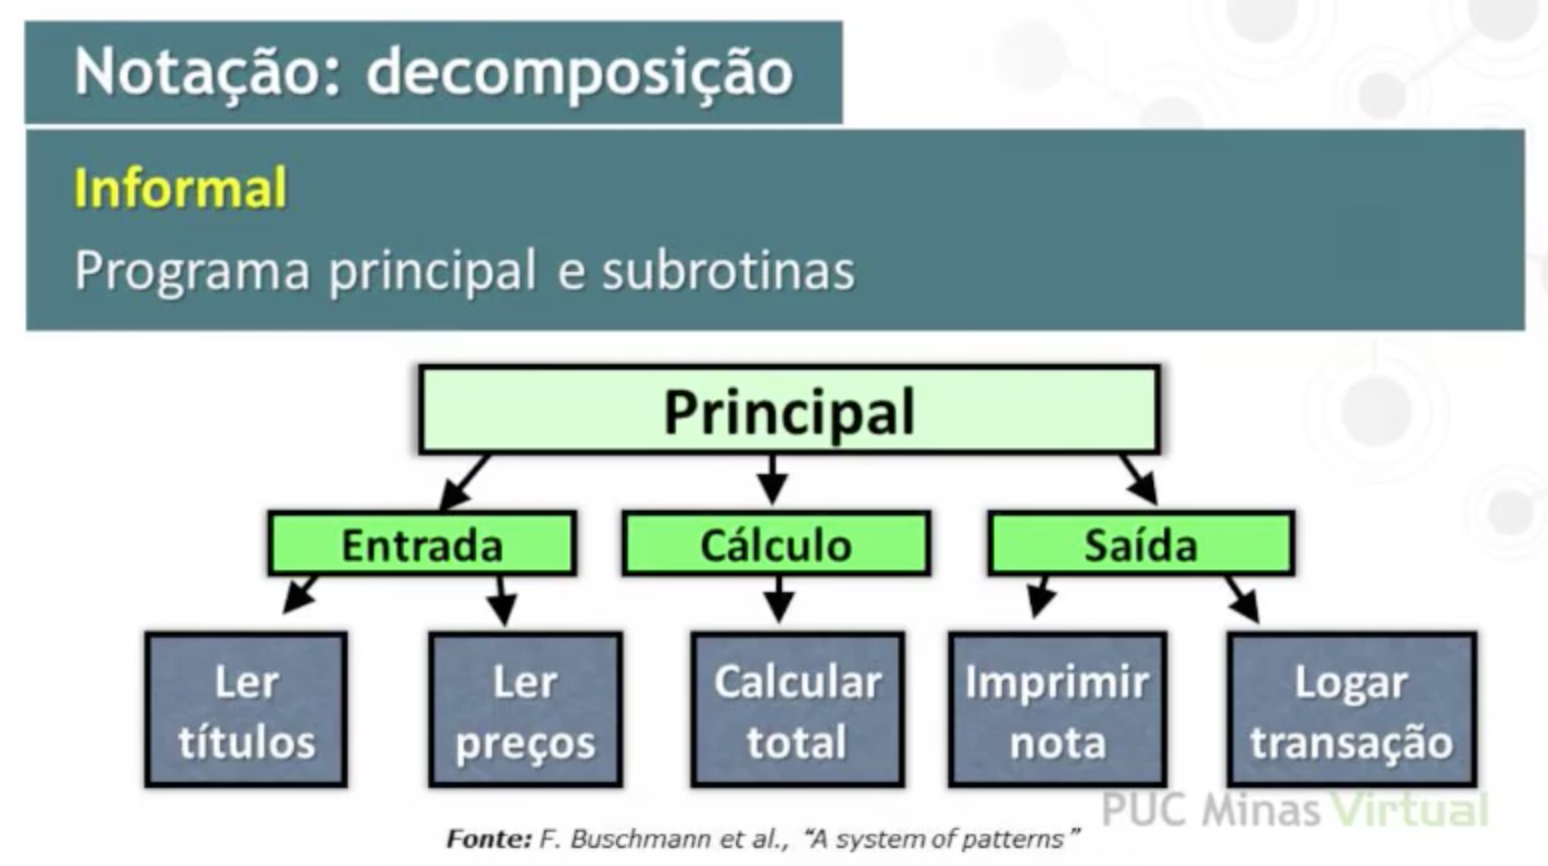 Notação: decomposição
Informal
Programa principal e subrotinas
Principal
Entrada
Cálculo
Saída
Ler
títulos
Ler
preços
Calcular
total
Imprimir
nota
Logar
transação
PUC Minas Virtual
Fonte: F. Buschmann et al., “A system of patterns”